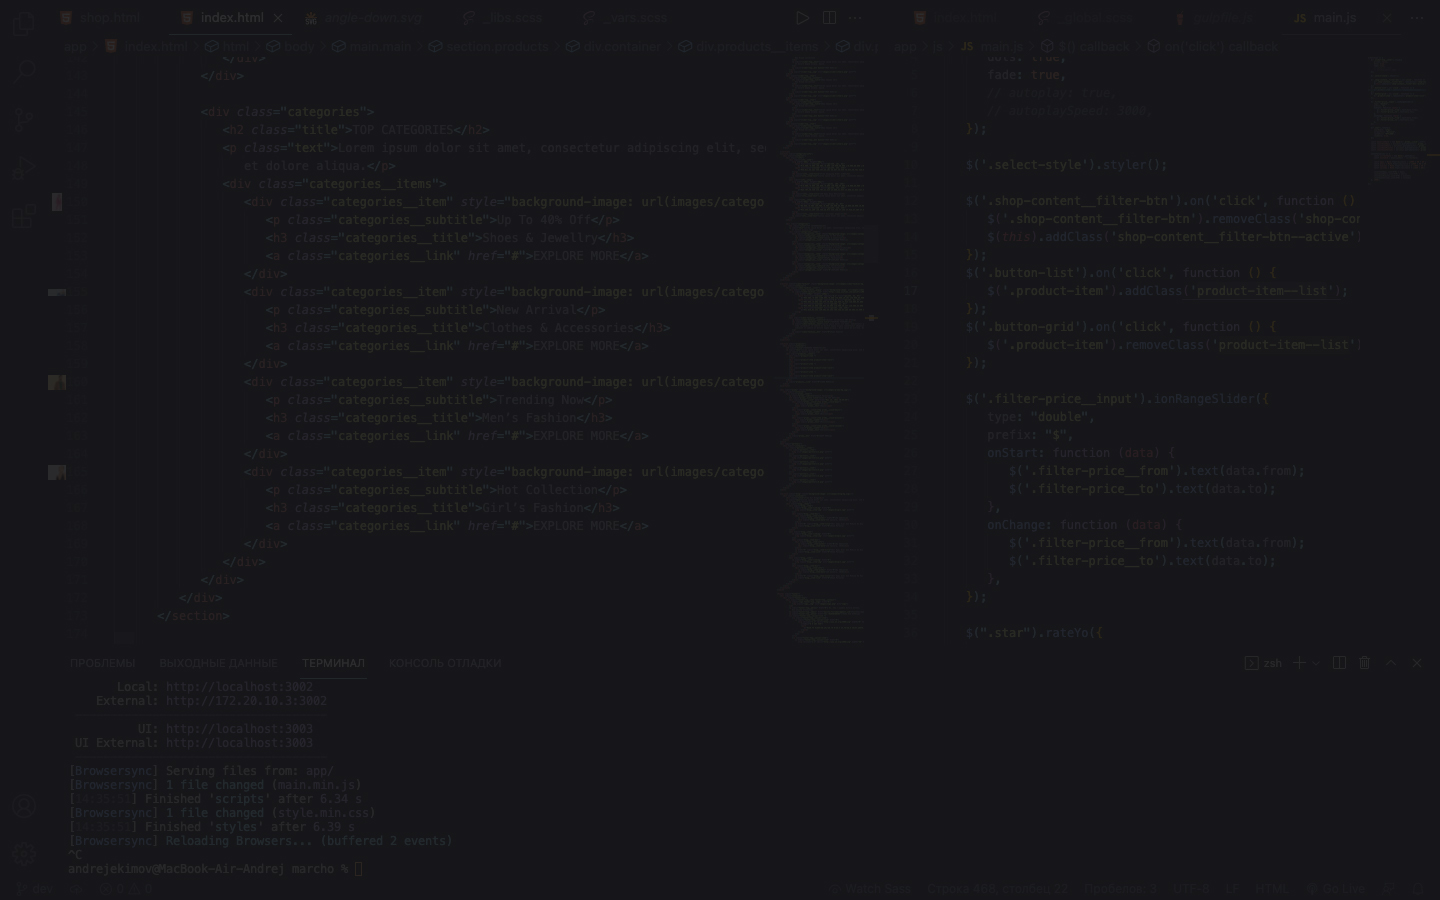 shop.html index.html angle-down.svg _libs.scss _vars.scss
index.html main.js
app index.html html body main.main section.products div.container div.products__items
app js main.js $() callback on('click') callback
</div>
</div>
<div class="categories">
<h2 class="title">TOP CATEGORIES</h2>
<p class="text">Lorem ipsum dolor sit amet, consectetur adipiscing elit, se
et dolore aliqua.</p>
<div class="categories__items">
<div class="categories__item" style="background-image: url(images/catego
<p class="categories__subtitle">Up To 40% Off</p>
<h3 class="categories__title">Shoes & Jewellry</h3>
<a class="categories__link" href="#">EXPLORE MORE</a>
</div>
<div class="categories__item" style="background-image: url(images/catego
<p class="categories__subtitle">New Arrival</p>
<h3 class="categories__title">Clothes & Accessories</h3>
<a class="categories__link" href="#">EXPLORE MORE</a>
</div>
<div class="categories__item" style="background-image: url(images/catego
<p class="categories__subtitle">Trending Now</p>
<h3 class="categories__title">Men's Fashion</h3>
<a class="categories__link" href="#">EXPLORE MORE</a>
</div>
<div class="categories__item" style="background-image: url(images/catego
<p class="categories__subtitle">Hot Collection</p>
<h3 class="categories__title">Girl's Fashion</h3>
<a class="categories__link" href="#">EXPLORE MORE</a>
</div>
</div>
</div>
</div>
</section>
dots: true,
fade: true,
// autoplay: true,
// autoplaySpeed: 2000,
});
$('.select-style').styler();
$('.shop-content__filter-btn').on('click', function ()
$('.shop-content__filter-btn').removeClass('shop-con
$(this).addClass('shop-content__filter-btn--active')
});
$('.button-list').on('click', function () {
$('.product-item').addClass('product-item--list');
});
$('.button-grid').on('click', function () {
$('.product-item').removeClass('product-item--list')
});
$('.filter-price__input').ionRangeSlider({
type: "double",
prefix: "$",
onStart: function (data) {
$('.filter-price__from').text(data.from);
$('.filter-price__to').text(data.to);
},
onChange: function (data) {
$('.filter-price__from').text(data.from);
$('.filter-price__to').text(data.to);
},
});
$(".star").rateYo({
ПРОБЛЕМЫ ВЫХОДНЫЕ ДАННЫЕ ТЕРМИНАЛ КОНСОЛЬ ОТЛАДКИ zsh
Local: http://localhost:3002
External: http://172.20.10.3:3002
UI: http://localhost:3003
UI External: http://localhost:3003
[Browsersync] Serving files from: app/
[Browsersync] 1 file changed (main.min.js)
Finished 'scripts' after 6.34 s
[Browsersync] 1 file changed (style.min.css)
Finished 'styles' after 6.39 s
[Browsersync] Reloading Browsers... (buffered 2 events)
^C
andrejekimov@MacBook-Air-Andrej marcho %
dev 0 0 Watch Sass Строка 488, столбец 27 Пробелов: 3 UTF-8 LF HTML Go Live